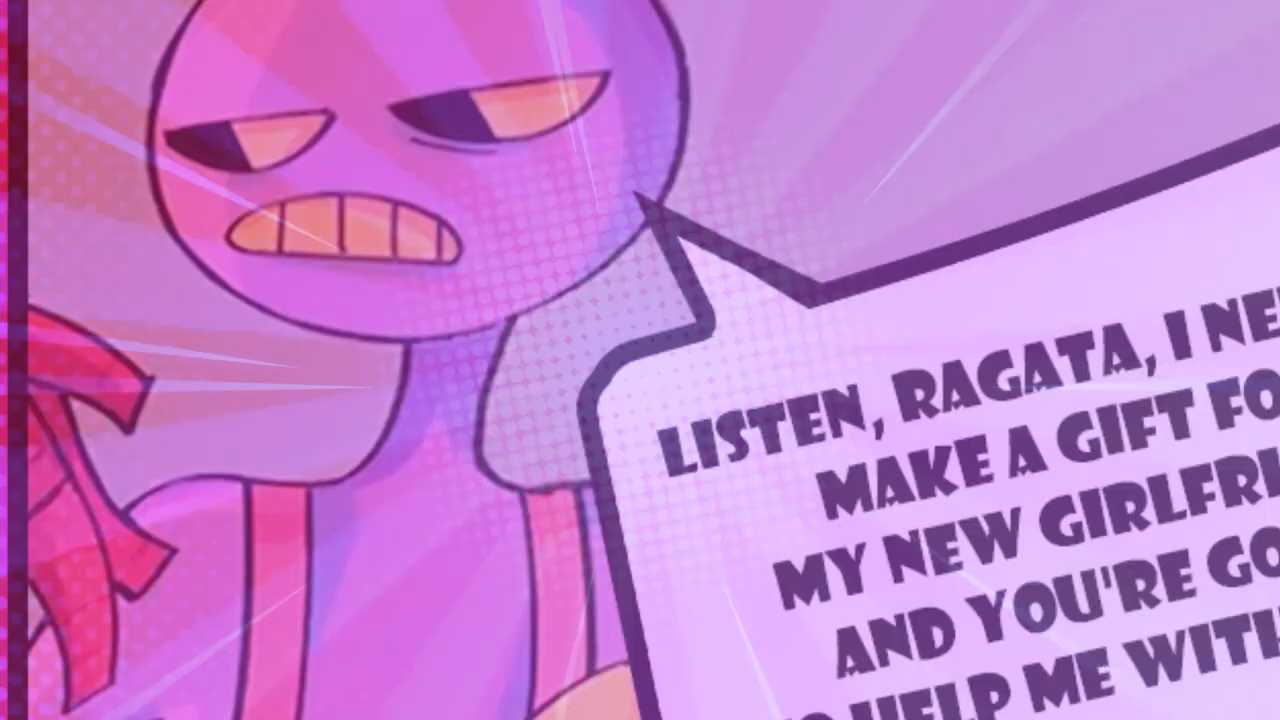 LISTEN, RAGATA, I NE
MAKE A GIFT FO
MY NEW GIRLFRI
AND YOU'RE GO
HELP ME WITH